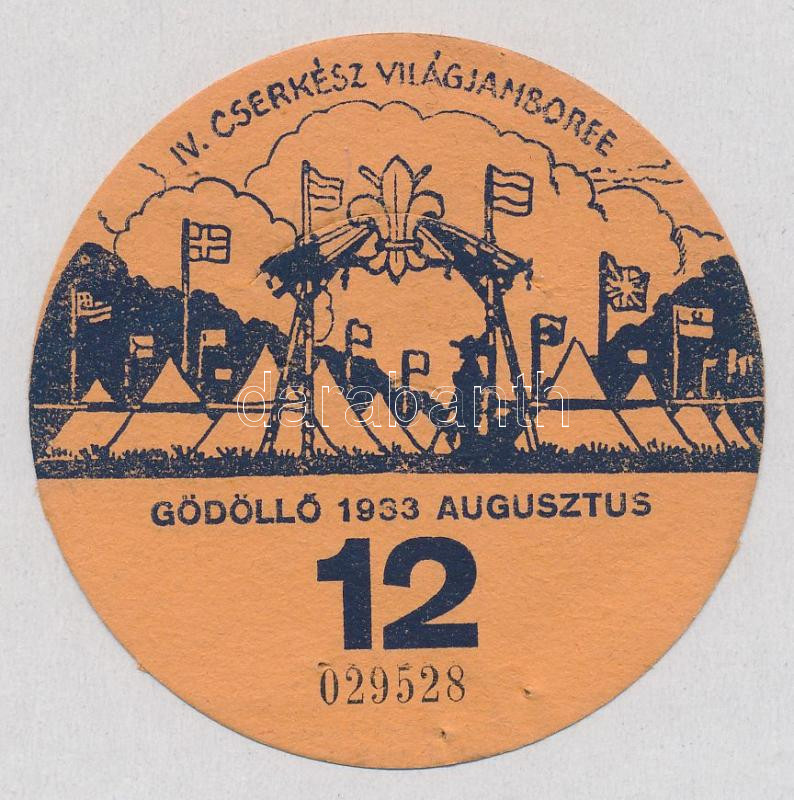 IV. CSERKÉSZ VILÁGJAMBOREE
darabanth
GÖDÖLLŐ 1933 AUGUSZTUS
12
029528